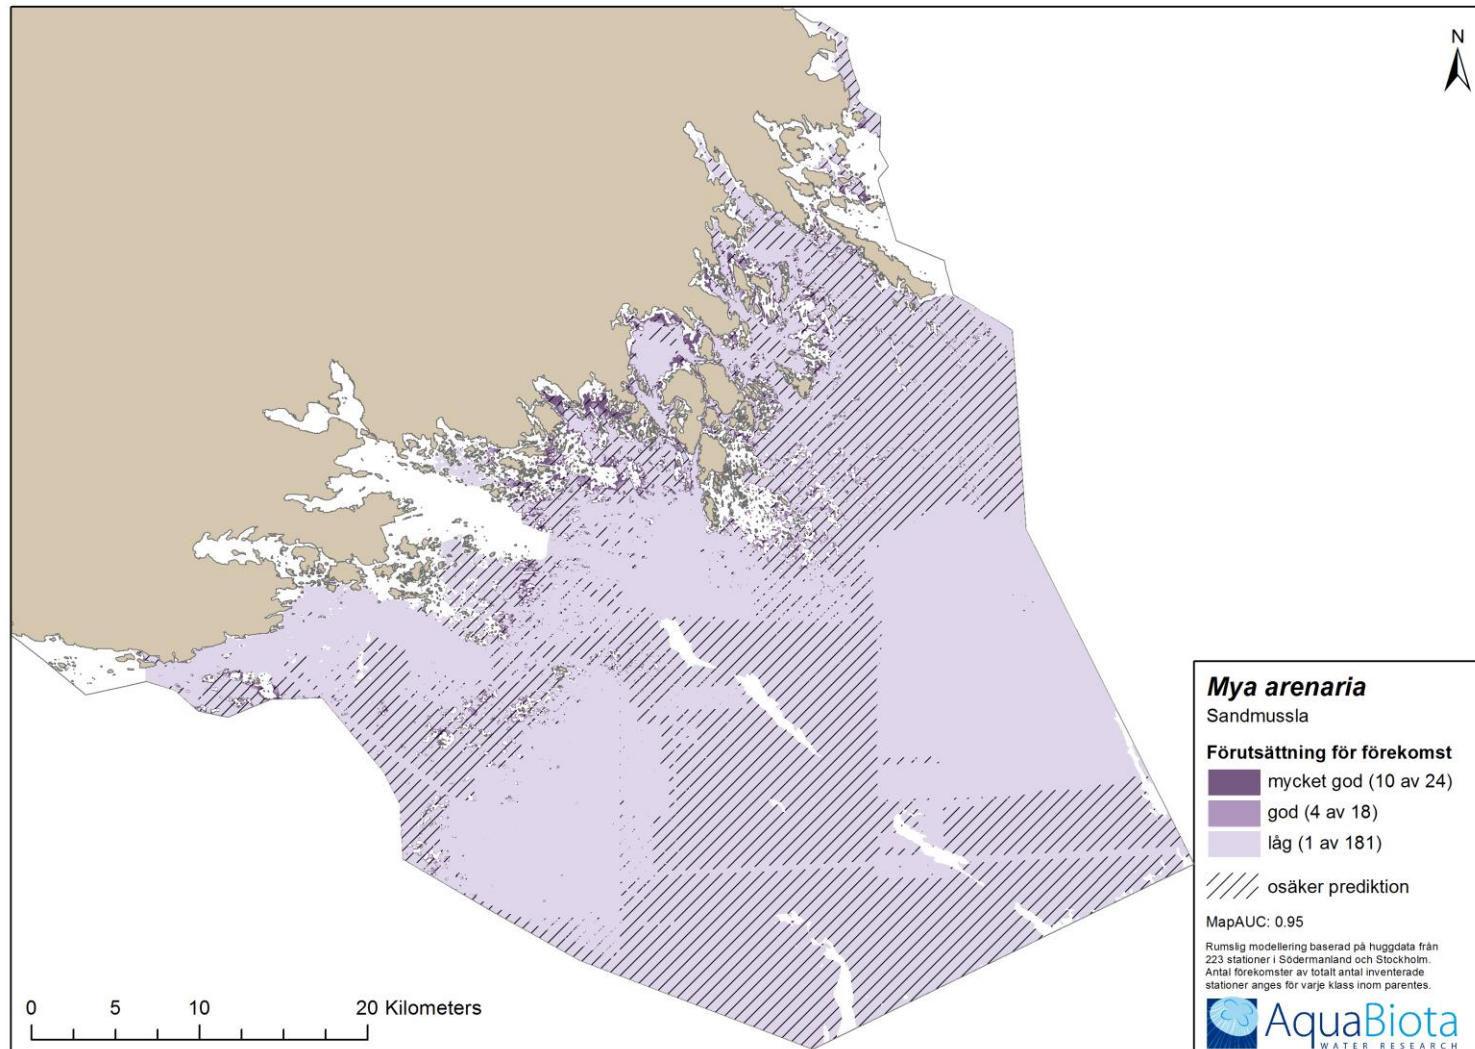 N
Mya arenaria
Sandmussla
Förutsättning för förekomst
mycket god (10 av 24)
god (4 av 18)
låg (1 av 181)
osäker prediktion
MapAUC: 0.95
Rumslig modellering baserad på huggdata från
223 stationer i Södermanland och Stockholm.
Antal förekomster av totalt antal inventerade
stationer anges för varje klass inom parentes.
AquaBiota
WATER RESEARCH
0 5 10 20 Kilometers